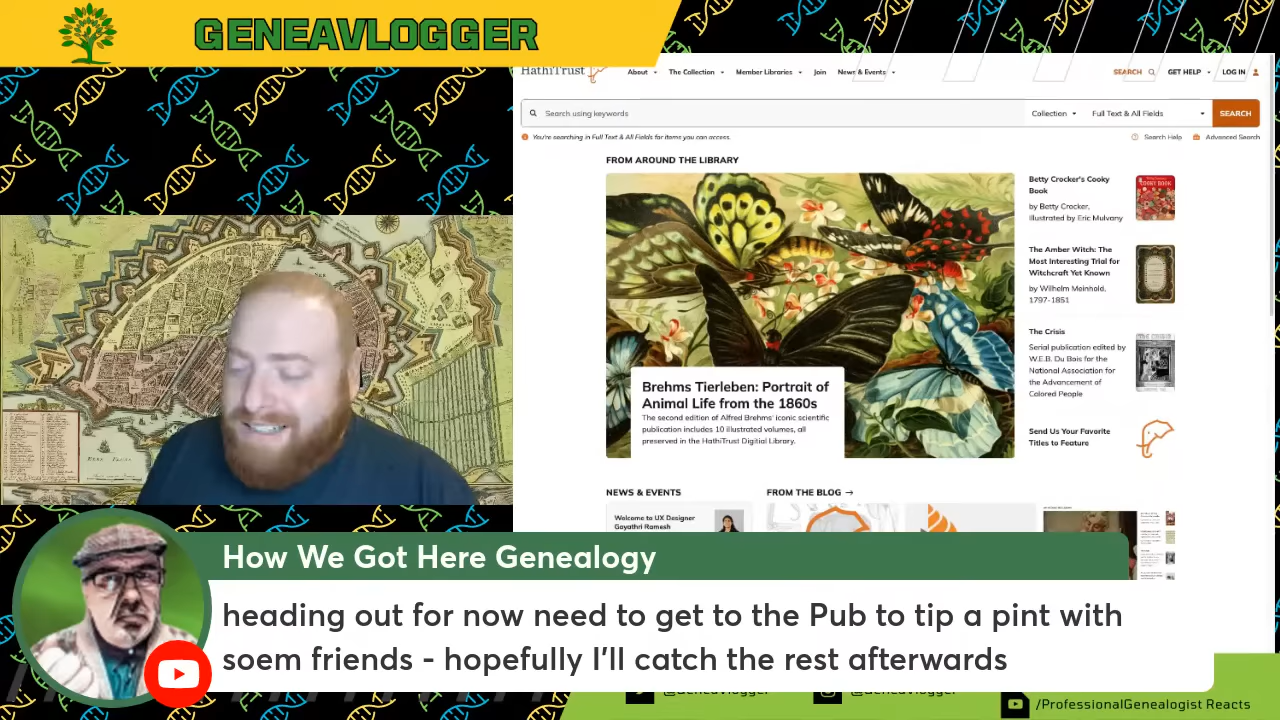 GENEAVLOGGER
HathiTrust
About
The Collection
Member Libraries
Join
News & Events
SEARCH
GET HELP
LOG IN
Search using keywords
Collection
Full Text & All Fields
SEARCH
You're searching in Full Text & All Fields for items you can access.
Search Help
Advanced Search
FROM AROUND THE LIBRARY
Brehms Tierleben: Portrait of
Animal Life from the 1860s
The second edition of Alfred Brehms' iconic scientific
publication includes 10 illustrated volumes, all
preserved in the HathiTrust Digitial Library.
Betty Crocker's Cooky
Book
by Betty Crocker,
Illustrated by Eric Mulvany
The Amber Witch: The
Most Interesting Trial for
Witchcraft Yet Known
by Wilhelm Meinhold,
1797-1851
The Crisis
Serial publication edited by
W.E.B. Du Bois for the
National Association for
the Advancement of
Colored People
Send Us Your Favorite
Titles to Feature
NEWS & EVENTS
FROM THE BLOG →
Welcome to UX Designer
Gayathri Ramesh
How We Got Here Genealogy
heading out for now need to get to the Pub to tip a pint with
soem friends - hopefully I'll catch the rest afterwards
@GeneaVlogger
@GeneaVlogger
/ProfessionalGenealogist Reacts